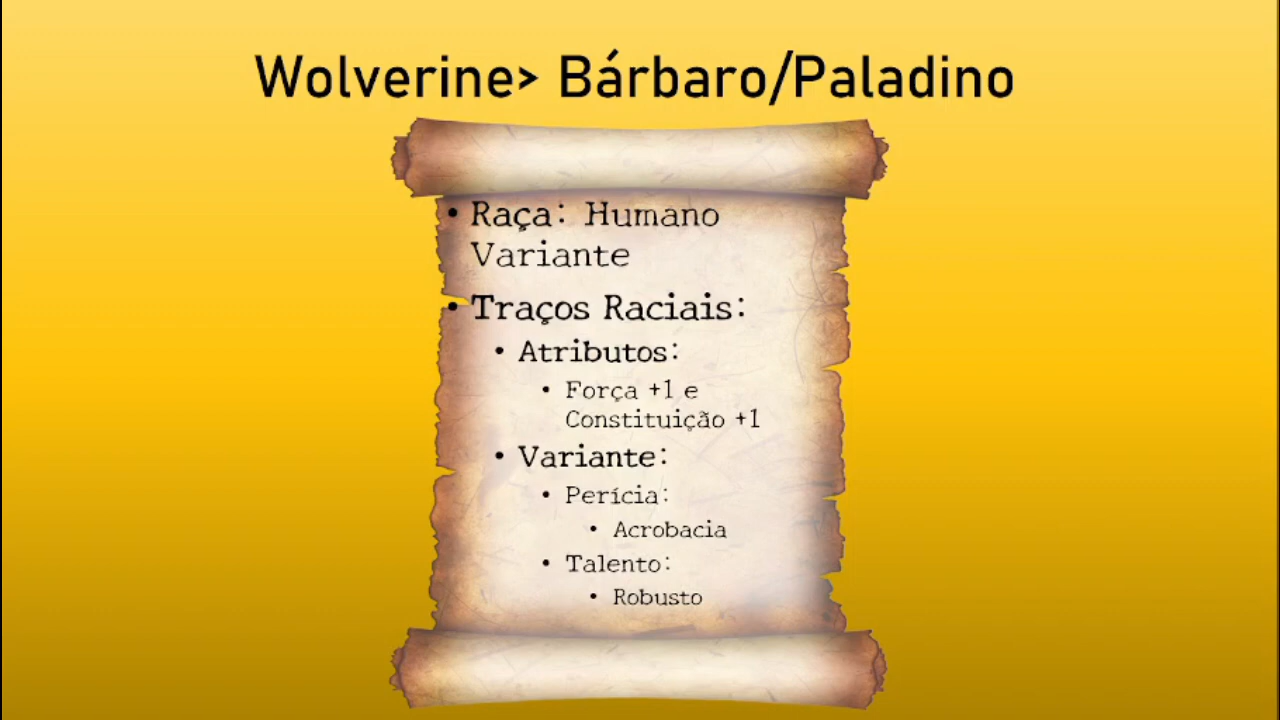 Wolverine> Bárbaro/Paladino
• Raça: Humano
Variante
• Traços Raciais:
• Atributos:
• Força +1 e
Constituição +1
• Variante:
• Perícia:
• Acrobacia
• Talento:
• Robusto